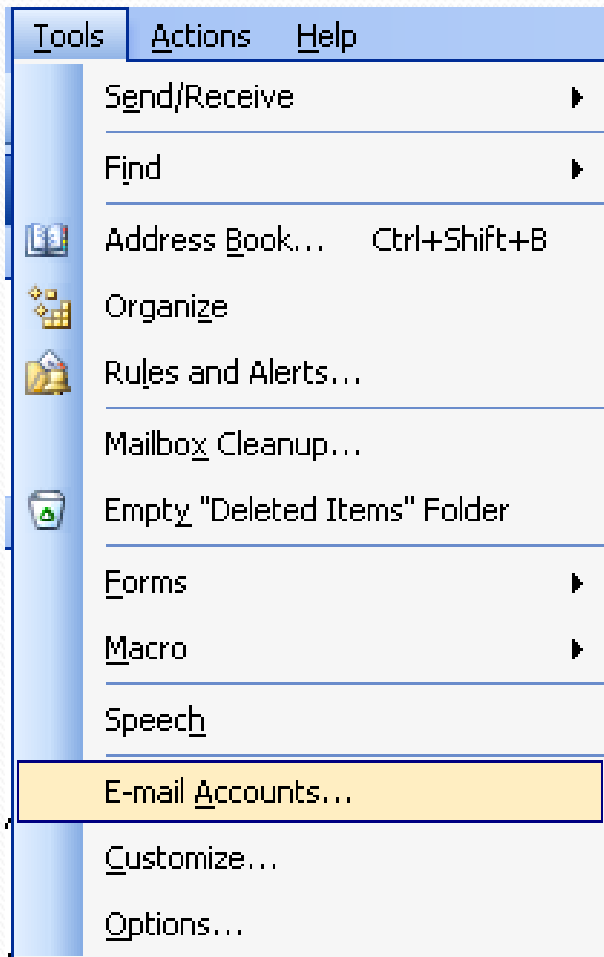 Tools Actions Help
Send/Receive
Find
Address Book... Ctrl+Shift+B
Organize
Rules and Alerts...
Mailbox Cleanup...
Empty "Deleted Items" Folder
Forms
Macro
Speech
E-mail Accounts...
Customize...
Options...